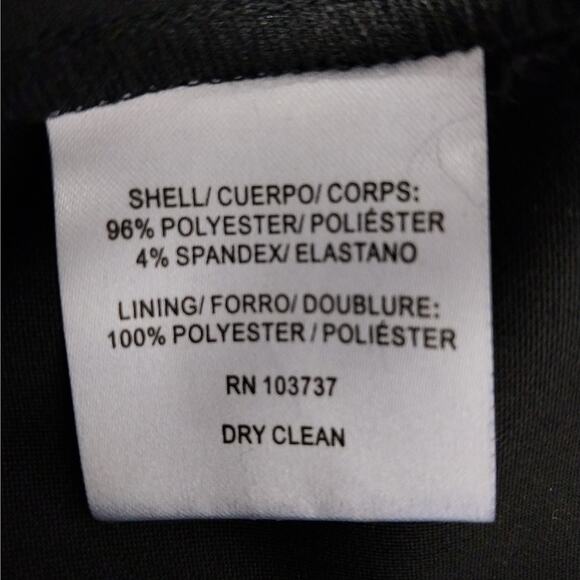 SHELL/ CUERPO/ CORPS:
96% POLYESTER/ POLIÉSTER
4% SPANDEX/ ELASTANO
LINING/ FORRO/ DOUBLURE:
100% POLYESTER / POLIÉSTER
RN 103737
DRY CLEAN